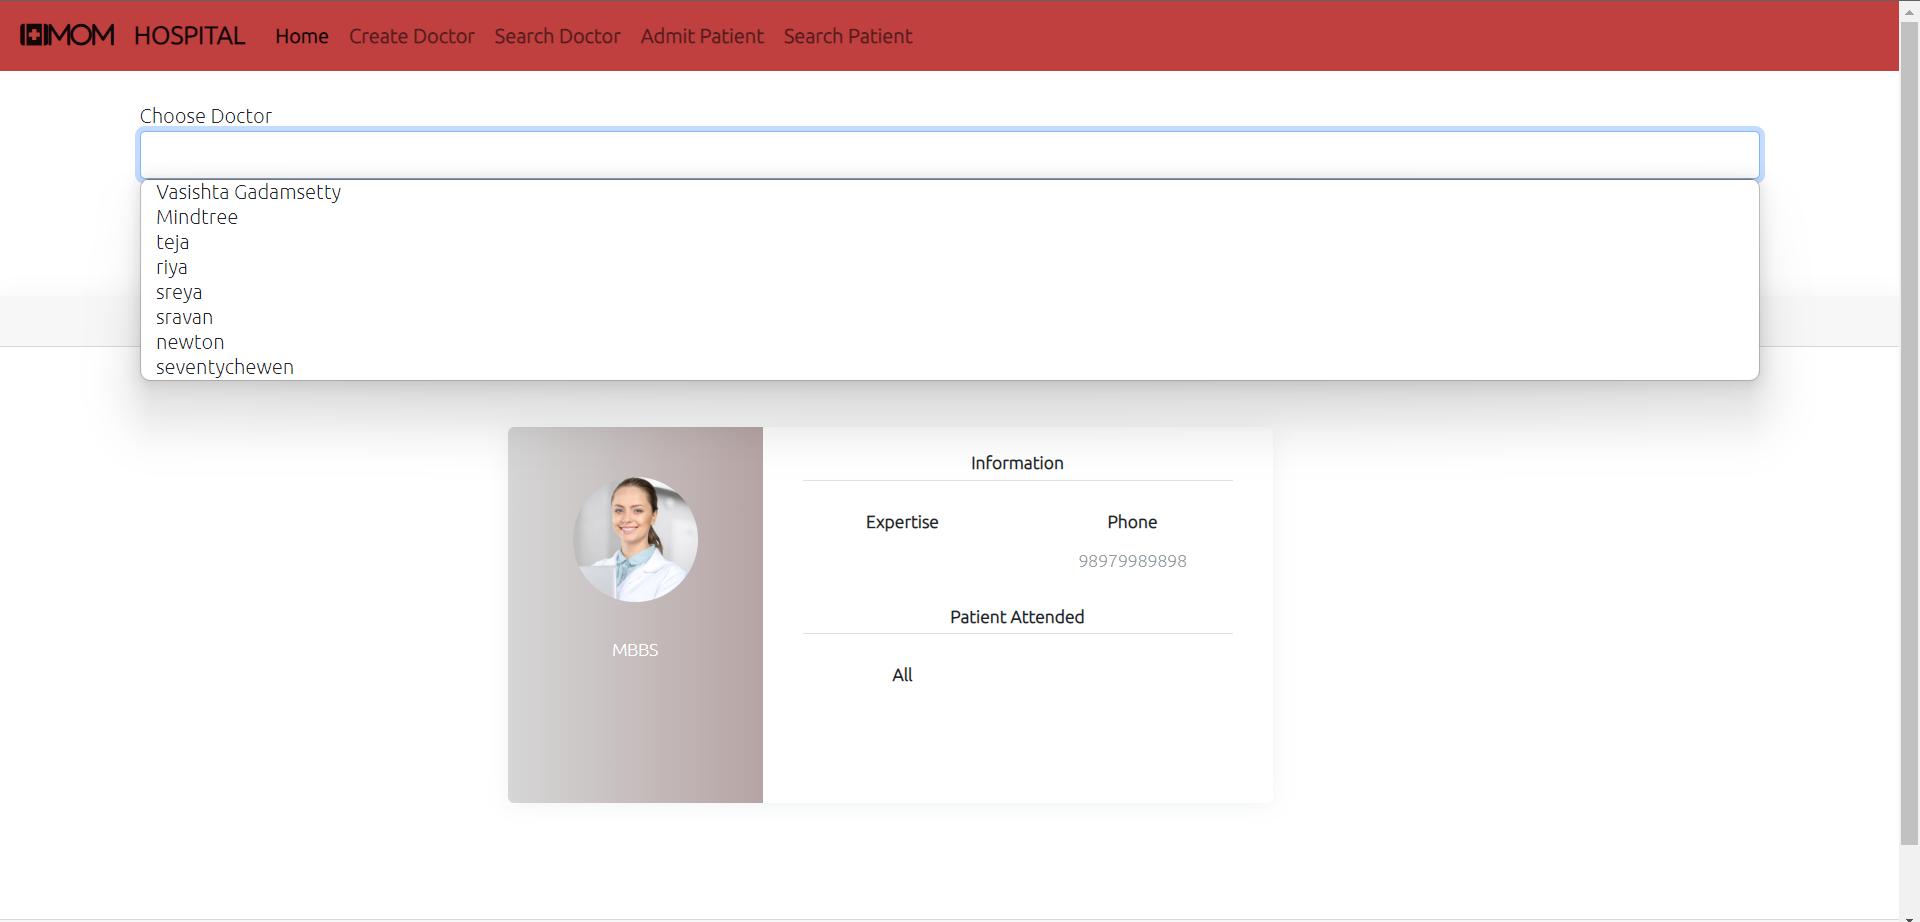 MOM HOSPITAL Home Create Doctor Search Doctor Admit Patient Search Patient
Choose Doctor
Vasishta Gadamsetty
Mindtree
teja
riya
sreya
sravan
newton
seventychewen
MBBS
Information
Expertise Phone
98979989898
Patient Attended
All